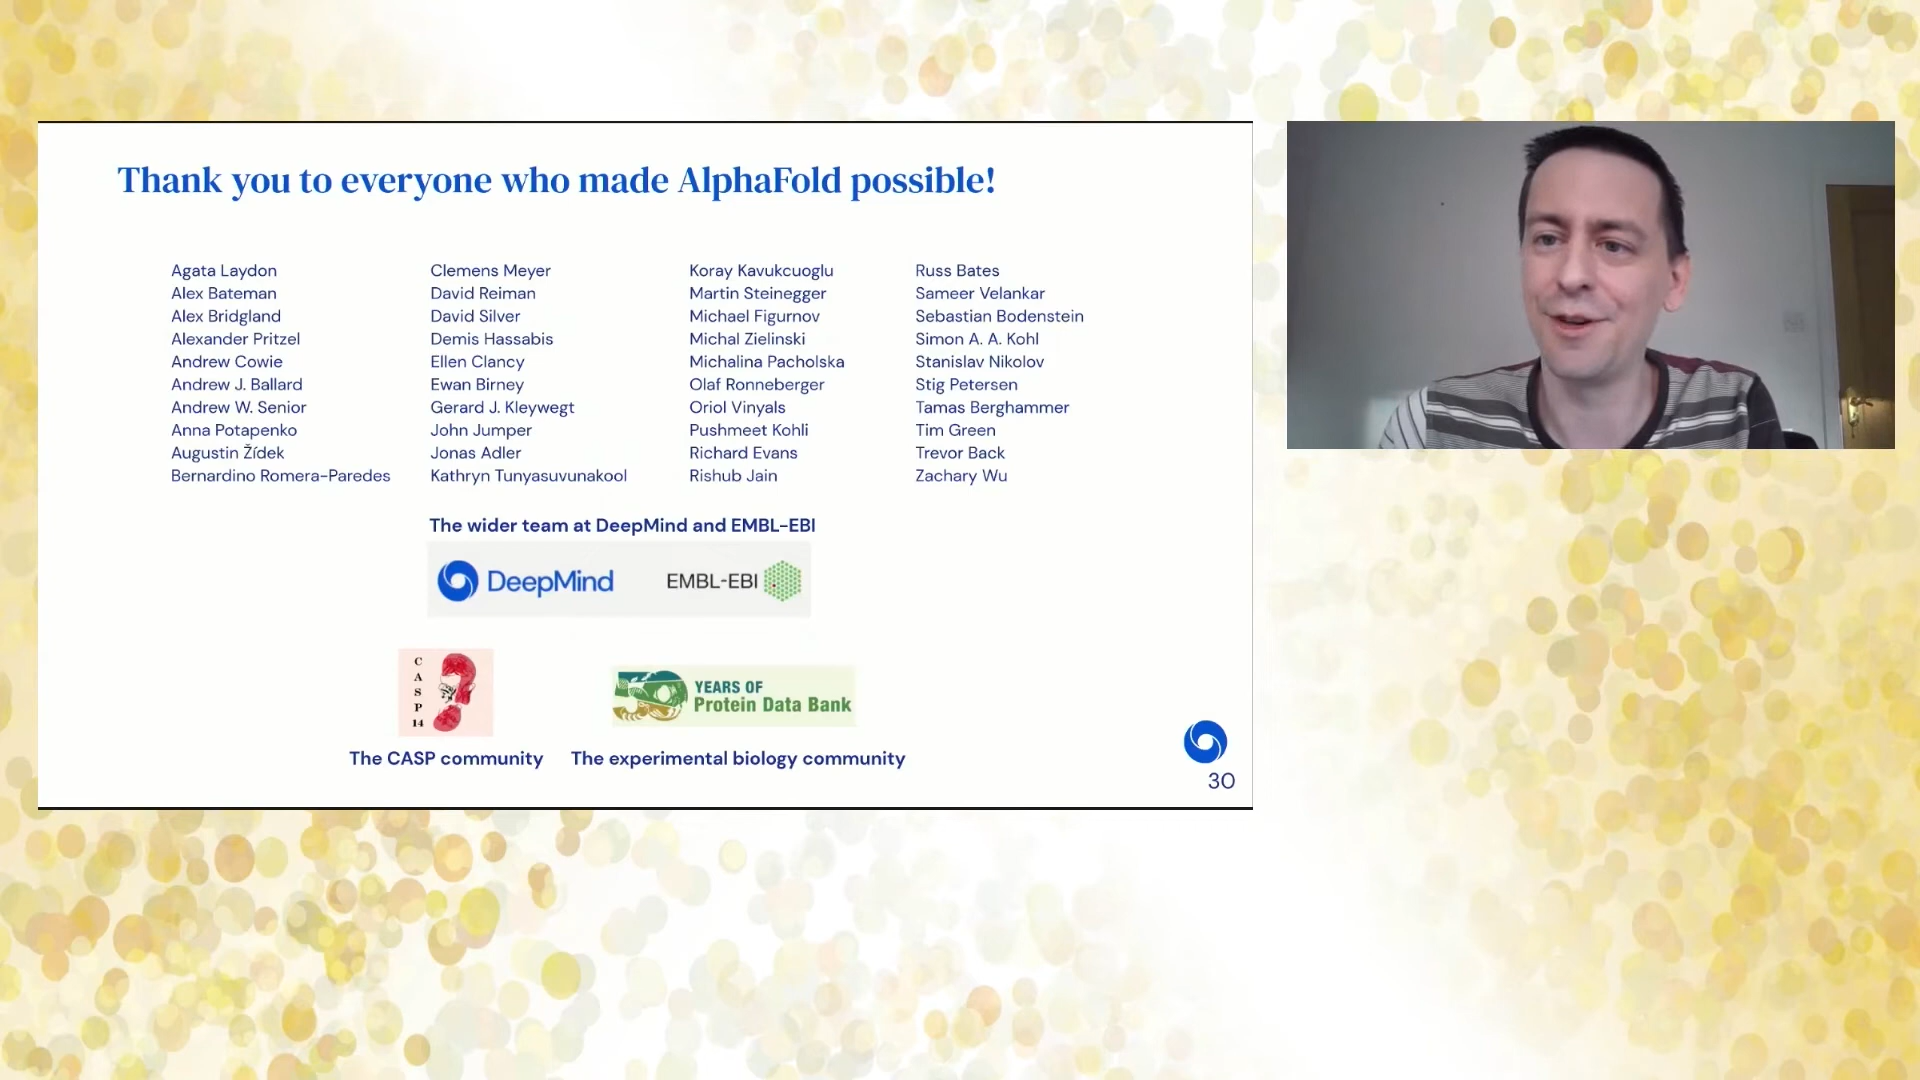 Thank you to everyone who made AlphaFold possible!
Agata Laydon
Alex Bateman
Alex Bridgland
Alexander Pritzel
Andrew Cowie
Andrew J. Ballard
Andrew W. Senior
Anna Potapenko
Augustin Žídek
Bernardino Romera-Paredes
Clemens Meyer
David Reiman
David Silver
Demis Hassabis
Ellen Clancy
Ewan Birney
Gerard J. Kleywegt
John Jumper
Jonas Adler
Kathryn Tunyasuvunakool
Koray Kavukcuoglu
Martin Steinegger
Michael Figurnov
Michal Zielinski
Michalina Pacholska
Olaf Ronneberger
Oriol Vinyals
Pushmeet Kohli
Richard Evans
Rishub Jain
Russ Bates
Sameer Velankar
Sebastian Bodenstein
Simon A. A. Kohl
Stanislav Nikolov
Stig Petersen
Tamas Berghammer
Tim Green
Trevor Back
Zachary Wu
The wider team at DeepMind and EMBL-EBI
DeepMind
EMBL-EBI
CASP
14
YEARS OF
Protein Data Bank
The CASP community
The experimental biology community
30